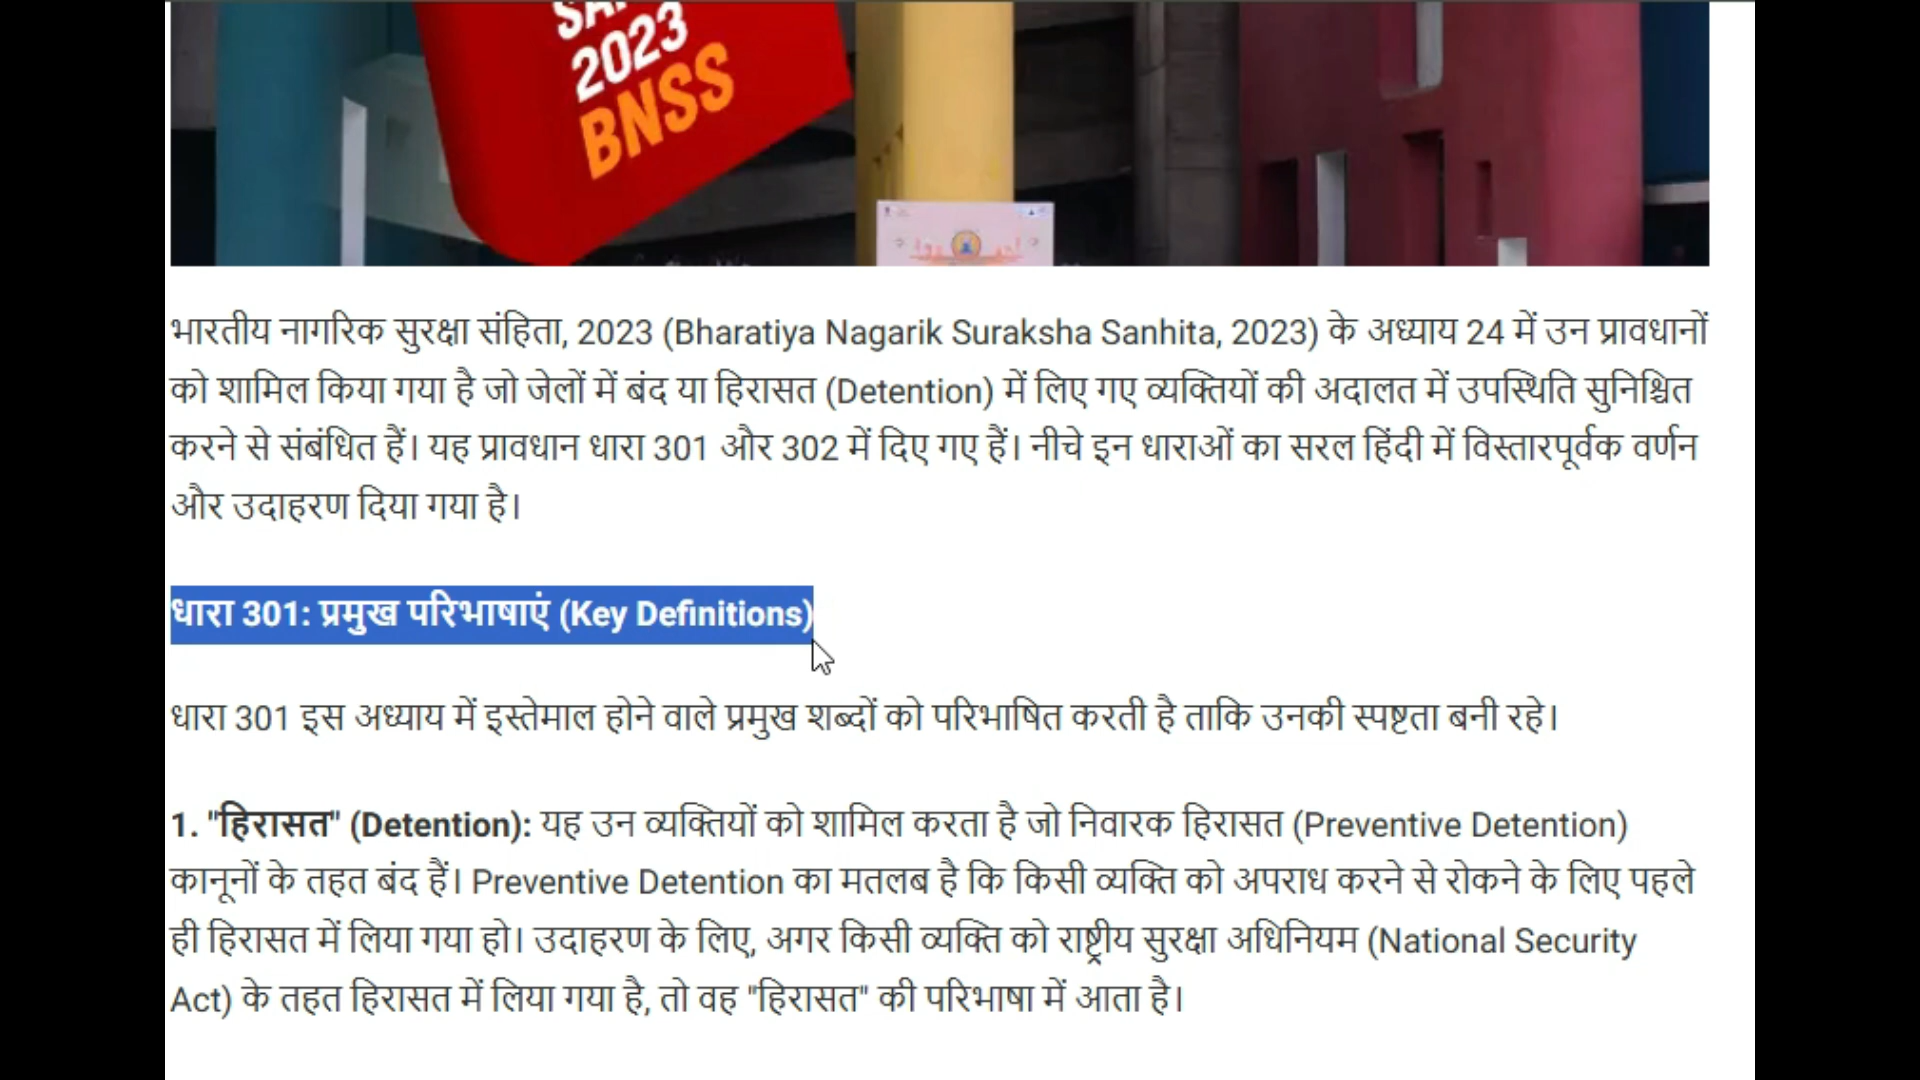 2023
BNSS
भारतीय नागरिक सुरक्षा संहिता, 2023 (Bharatiya Nagarik Suraksha Sanhita, 2023) के अध्याय 24 में उन प्रावधानों
को शामिल किया गया है जो जेलों में बंद या हिरासत (Detention) में लिए गए व्यक्तियों की अदालत में उपस्थिति सुनिश्चित
करने से संबंधित हैं। यह प्रावधान धारा 301 और 302 में दिए गए हैं। नीचे इन धाराओं का सरल हिंदी में विस्तारपूर्वक वर्णन
और उदाहरण दिया गया है।
धारा 301: प्रमुख परिभाषाएं (Key Definitions)
धारा 301 इस अध्याय में इस्तेमाल होने वाले प्रमुख शब्दों को परिभाषित करती है ताकि उनकी स्पष्टता बनी रहे।
1. "हिरासत" (Detention): यह उन व्यक्तियों को शामिल करता है जो निवारक हिरासत (Preventive Detention)
कानूनों के तहत बंद हैं। Preventive Detention का मतलब है कि किसी व्यक्ति को अपराध करने से रोकने के लिए पहले
ही हिरासत में लिया गया हो। उदाहरण के लिए, अगर किसी व्यक्ति को राष्ट्रीय सुरक्षा अधिनियम (National Security
Act) के तहत हिरासत में लिया गया है, तो वह "हिरासत" की परिभाषा में आता है।